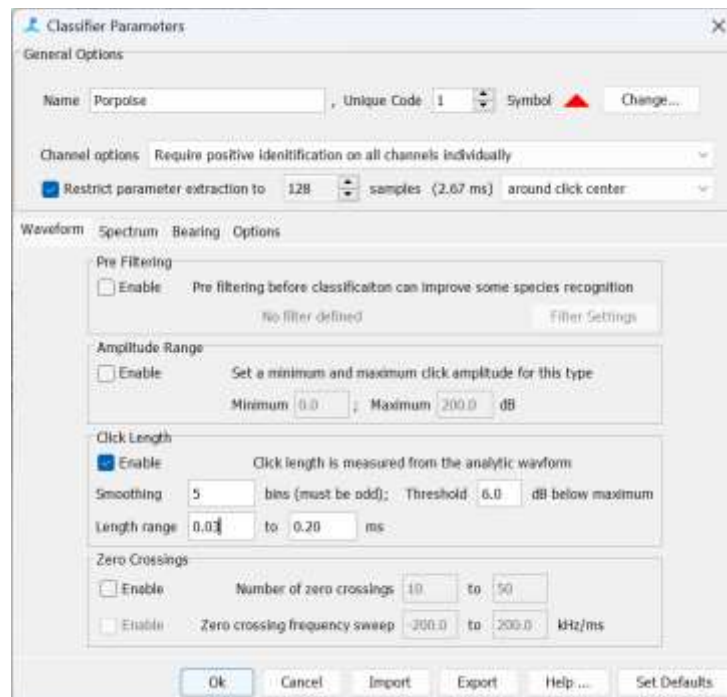 Classifier Parameters
General Options
Name Porpoise , Unique Code 1 Symbol Change...
Channel options Require positive idenitification on all channels individually
Restrict parameter extraction to 128 samples (2.67 ms) around click center
Waveform Spectrum Bearing Options
Pre Filtering
Enable Pre filtering before classificaiton can improve some species recognition
No filter defined Filter Settings
Amplitude Range
Enable Set a minimum and maximum click amplitude for this type
Minimum 0.0 ; Maximum 200.0 dB
Click Length
Enable Click length is measured from the analytic wavform
Smoothing 5 bins (must be odd); Threshold 6.0 dB below maximum
Length range 0.03 to 0.20 ms
Zero Crossings
Enable Number of zero crossings 10 to 50
Enable Zero crossing frequency sweep -200.0 to 200.0 kHz/ms
Ok Cancel Import Export Help ... Set Defaults